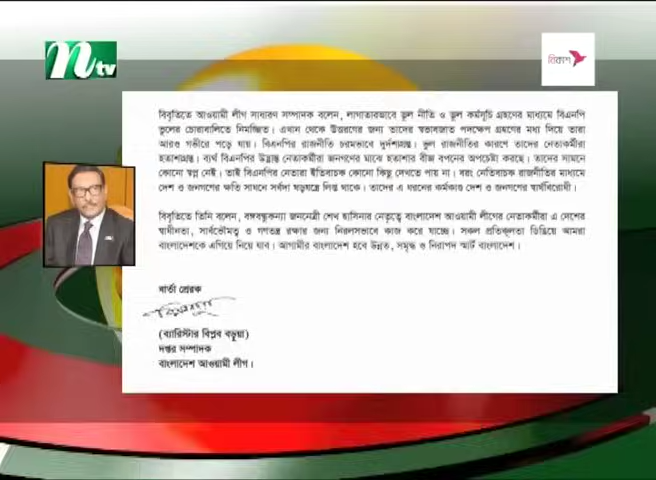 ntv
বিকাশ
বিবৃতিতে আওয়ামী লীগ সাধারণ সম্পাদক বলেন, লাগাতারভাবে ভুল নীতি ও ভুল কর্মসূচি গ্রহণের মাধ্যমে বিএনপি
ভুলের চোরাবালিতে নিমজ্জিত। এখান থেকে উত্তরণের জন্য তাদের স্বভাবজাত পদক্ষেপ গ্রহণের মধ্য দিয়ে তারা
আরও গভীরে পড়ে যায়। বিএনপির রাজনীতি চরমভাবে দুর্দশাগ্রস্ত। ভুল রাজনীতির কারণে তাদের নেতাকর্মীরা
হতাশাগ্রস্ত। ব্যর্থ বিএনপির উদ্ভ্রান্ত নেতাকর্মীরা জনগণের মাঝে হতাশার বীজ বপনের অপচেষ্টা করছে। তাদের সামনে
কোনো স্বপ্ন নেই। তাই বিএনপির নেতারা ইতিবাচক কোনো কিছু দেখতে পায় না। বরং নেতিবাচক রাজনীতির মাধ্যমে
দেশ ও জনগণের ক্ষতি সাধনে সর্বদা ষড়যন্ত্রে লিপ্ত থাকে। তাদের এ ধরনের কর্মকাণ্ড দেশ ও জনগণের স্বার্থবিরোধী।
বিবৃতিতে তিনি বলেন, বঙ্গবন্ধুকন্যা জননেত্রী শেখ হাসিনার নেতৃত্বে বাংলাদেশ আওয়ামী লীগের নেতাকর্মীরা এ দেশের
স্বাধীনতা, সার্বভৌমত্ব ও গণতন্ত্র রক্ষার জন্য নিরলসভাবে কাজ করে যাচ্ছে। সকল প্রতিকূলতা ডিঙিয়ে আমরা
বাংলাদেশকে এগিয়ে নিয়ে যাব। আগামীর বাংলাদেশ হবে উন্নত, সমৃদ্ধ ও নিরাপদ স্মার্ট বাংলাদেশ।
বার্তা প্রেরক
(ব্যারিস্টার বিপ্লব বড়ুয়া)
দপ্তর সম্পাদক
বাংলাদেশ আওয়ামী লীগ।